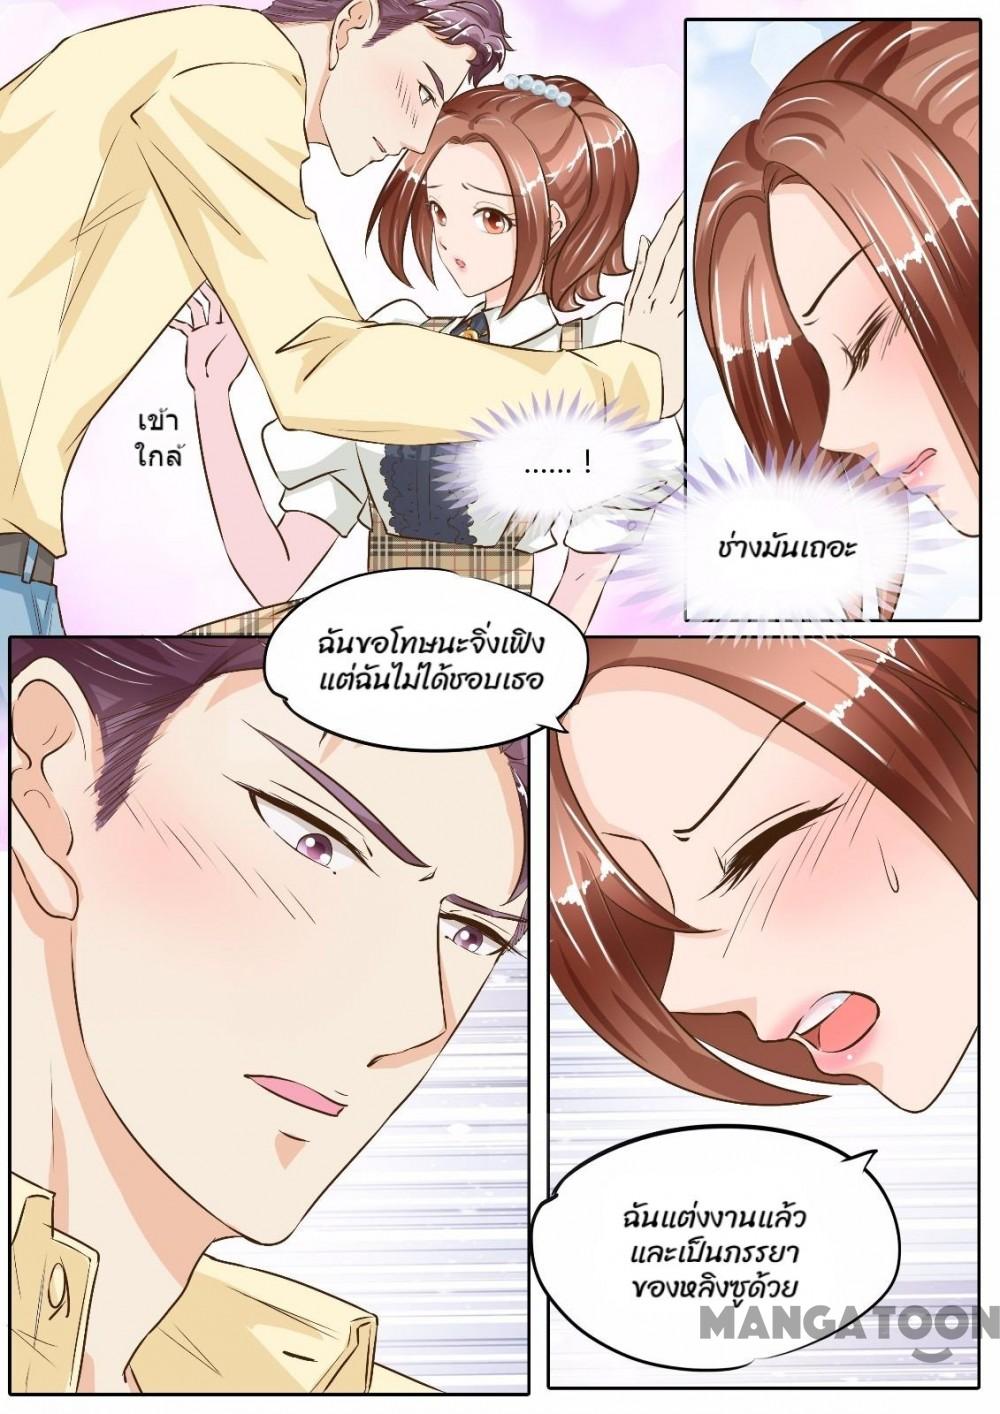 เข้า
ใกล้
...... !
ช่างมันเถอะ
ฉันขอโทษนะจิ่งเฟิง
แต่ฉันไม่ได้ชอบเธอ
ฉันแต่งงานแล้ว
และเป็นภรรยา
ของหลิงซูด้วย
MANGATOON